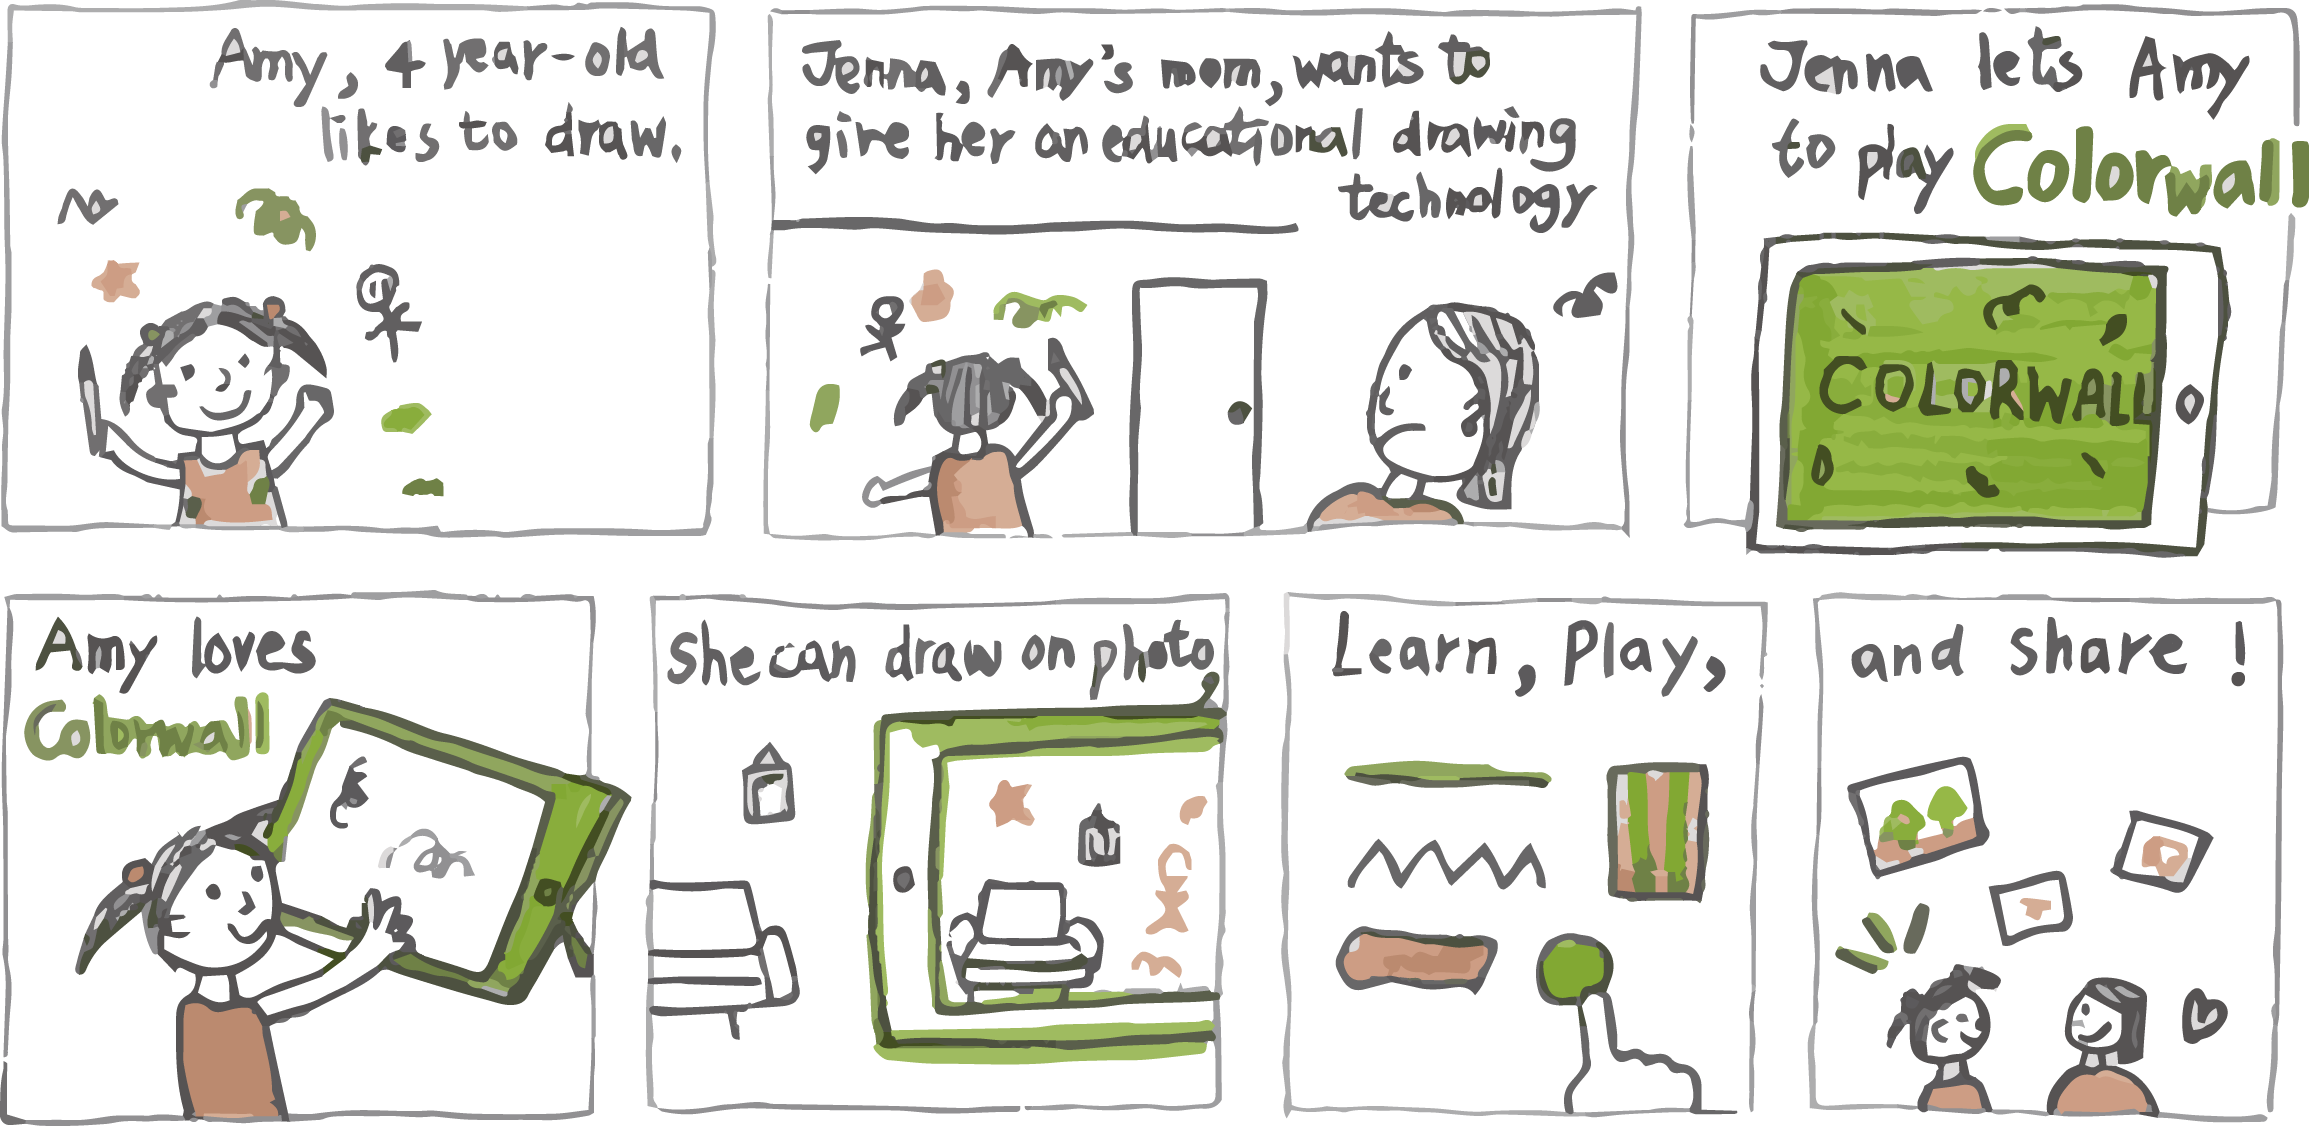 Amy, 4 year-old
likes to draw.
Jenna, Amy's mom, wants to
give her an educational drawing
technology
Jenna lets Amy
to play Colorwall
COLORWALL
Amy loves
Colorwall
She can draw on photo,
Learn, Play,
and share!